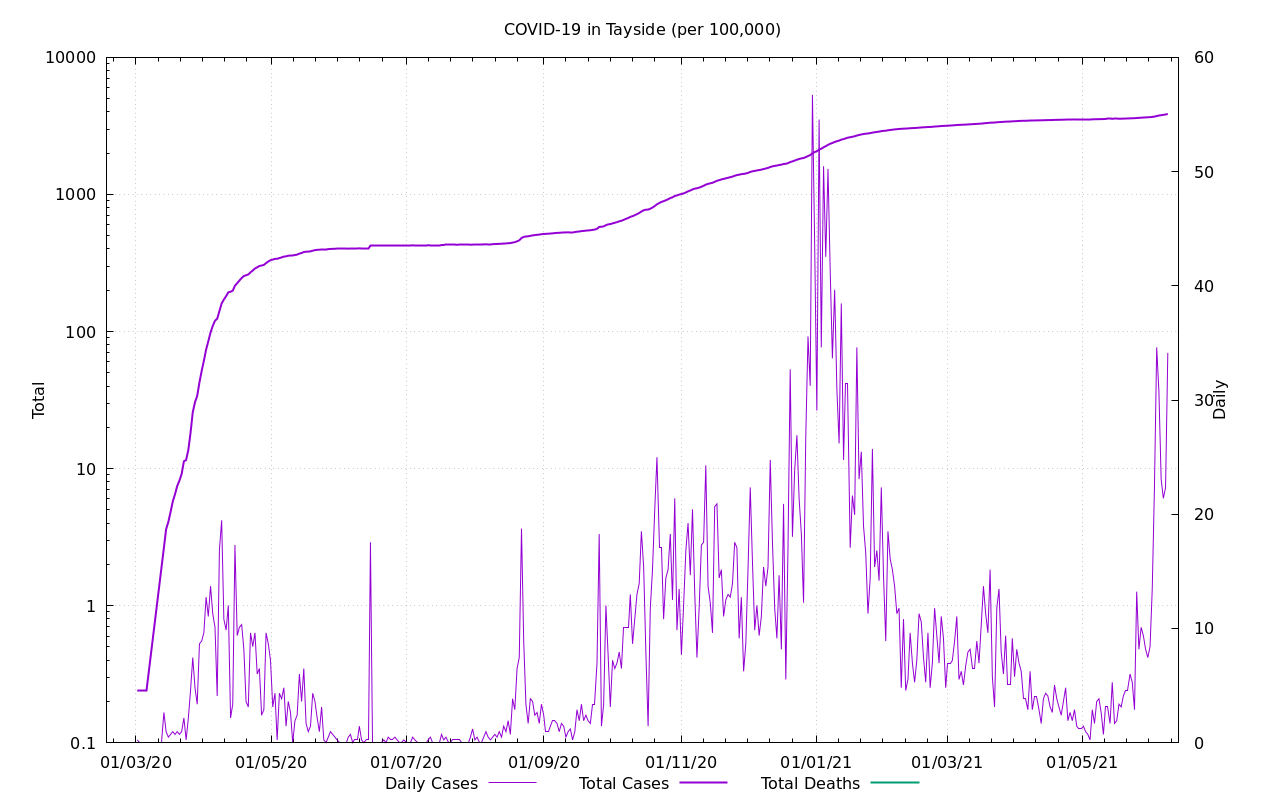 COVID-19 in Tayside (per 100,000)
10000
1000
100
10
1
0.1
Total
60
50
40
30
20
10
0
Daily
01/03/20 01/05/20 01/07/20 01/09/20 01/11/20 01/01/21 01/03/21 01/05/21
Daily Cases Total Cases Total Deaths